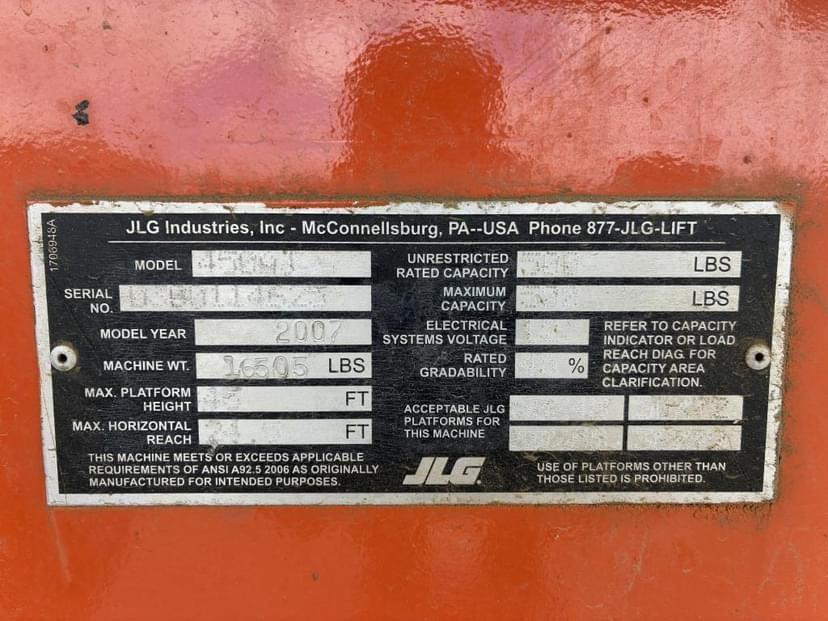 1706948A
JLG Industries, Inc - McConnellsburg, PA--USA Phone 877-JLG-LIFT
MODEL
SERIAL NO.
MODEL YEAR 2007
MACHINE WT. 16505 LBS
MAX. PLATFORM
HEIGHT FT
MAX. HORIZONTAL
REACH FT
THIS MACHINE MEETS OR EXCEEDS APPLICABLE
REQUIREMENTS OF ANSI A92.5 2006 AS ORIGINALLY
MANUFACTURED FOR INTENDED PURPOSES.
UNRESTRICTED
RATED CAPACITY LBS
MAXIMUM
CAPACITY LBS
ELECTRICAL
SYSTEMS VOLTAGE
RATED
GRADABILITY %
REFER TO CAPACITY
INDICATOR OR LOAD
REACH DIAG. FOR
CAPACITY AREA
CLARIFICATION.
ACCEPTABLE JLG
PLATFORMS FOR
THIS MACHINE
JLG
USE OF PLATFORMS OTHER THAN
THOSE LISTED IS PROHIBITED.